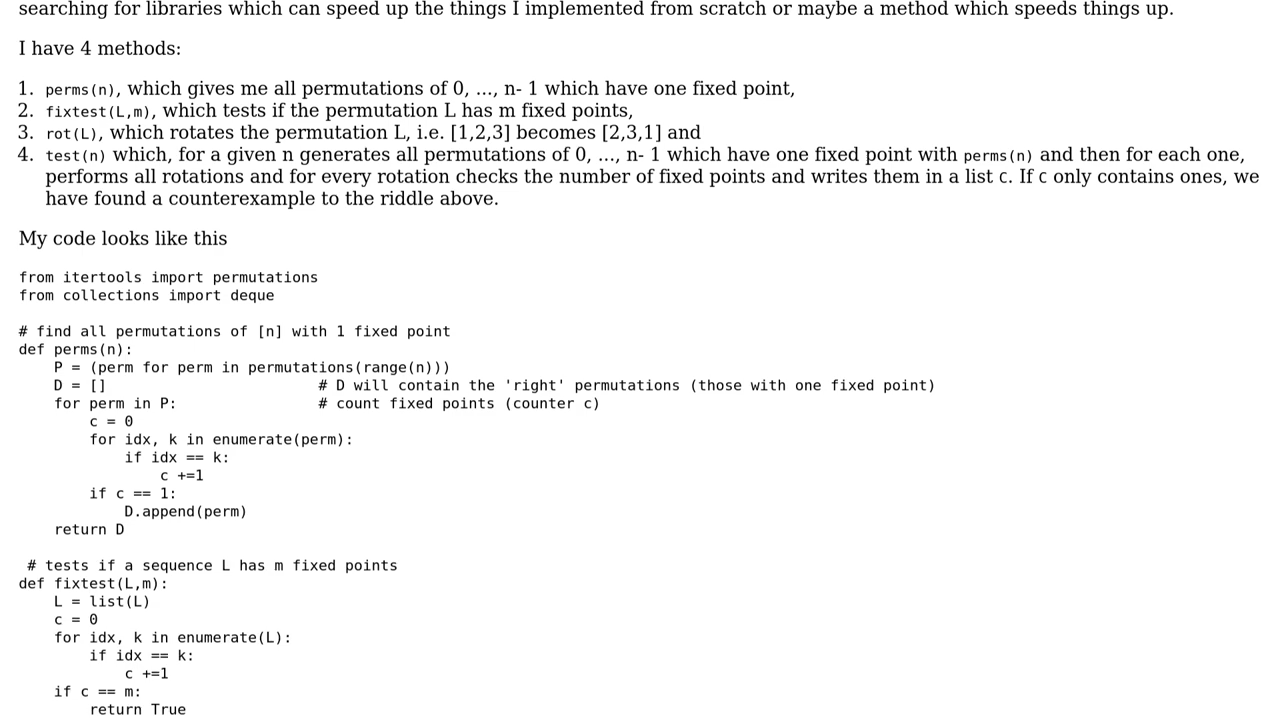 searching for libraries which can speed up the things I implemented from scratch or maybe a method which speeds things up.
I have 4 methods:
1. perms(n), which gives me all permutations of 0, ..., n- 1 which have one fixed point,
2. fixtest(L,m), which tests if the permutation L has m fixed points,
3. rot(L), which rotates the permutation L, i.e. [1,2,3] becomes [2,3,1] and
4. test(n) which, for a given n generates all permutations of 0, ..., n- 1 which have one fixed point with perms(n) and then for each one,
performs all rotations and for every rotation checks the number of fixed points and writes them in a list c. If c only contains ones, we
have found a counterexample to the riddle above.
My code looks like this
from itertools import permutations
from collections import deque
# find all permutations of [n] with 1 fixed point
def perms(n):
    P = (perm for perm in permutations(range(n)))
    D = []                        # D will contain the 'right' permutations (those with one fixed point)
    for perm in P:                # count fixed points (counter c)
        c = 0
        for idx, k in enumerate(perm):
            if idx == k:
                c +=1
        if c == 1:
            D.append(perm)
    return D
 # tests if a sequence L has m fixed points
def fixtest(L,m):
    L = list(L)
    c = 0
    for idx, k in enumerate(L):
        if idx == k:
            c +=1
    if c == m:
        return True